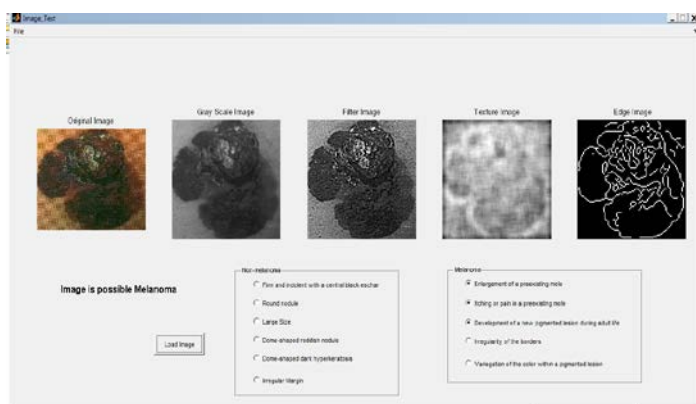 Image_Test
File
Original Image
Gray Scale Image
Filter Image
Texture Image
Edge Image
Image is possible Melanoma
Load Image
Non-melanoma
Firm and indolent with a central black eschar
Round nodule
Large Size
Dome-shaped reddish nodule
Dome-shaped dark hyperkeratosis
Irregular Margin
Melanoma
Enlargement of a preexisting mole
Itching or pain in a preexisting mole
Development of a new pigmented lesion during adult life
Irregularity of the borders
Variegation of the color within a pigmented lesion